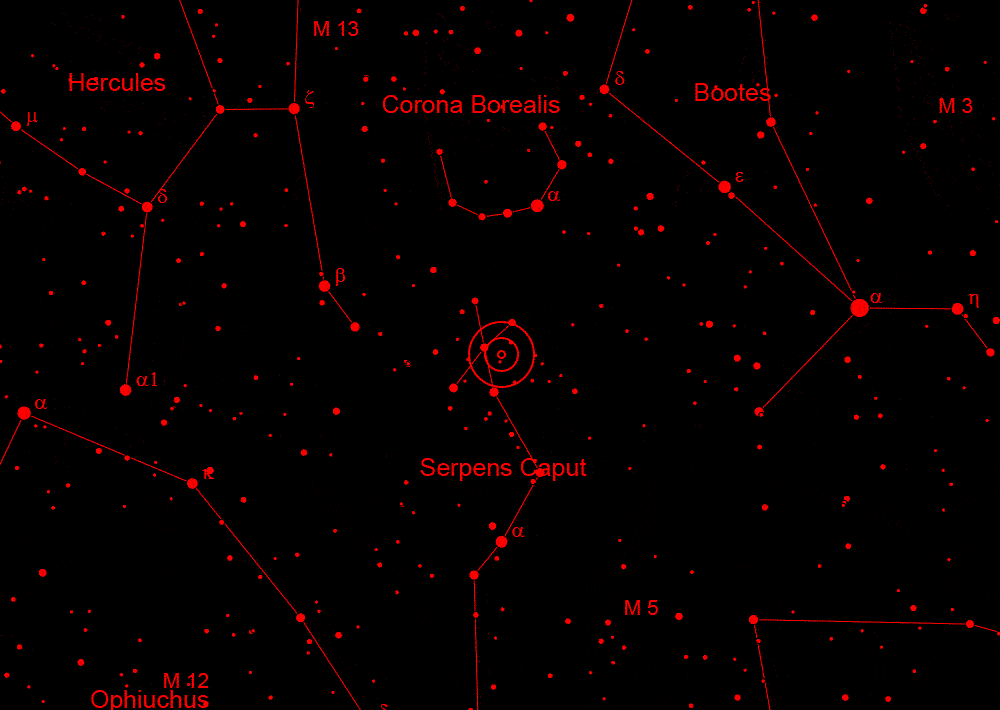 M 13
Hercules
δ
Bootes
ζ
Corona Borealis
M 3
μ
ε
δ
α
β
α
η
α1
α
κ
Serpens Caput
α
M 5
M 12
Ophiuchus